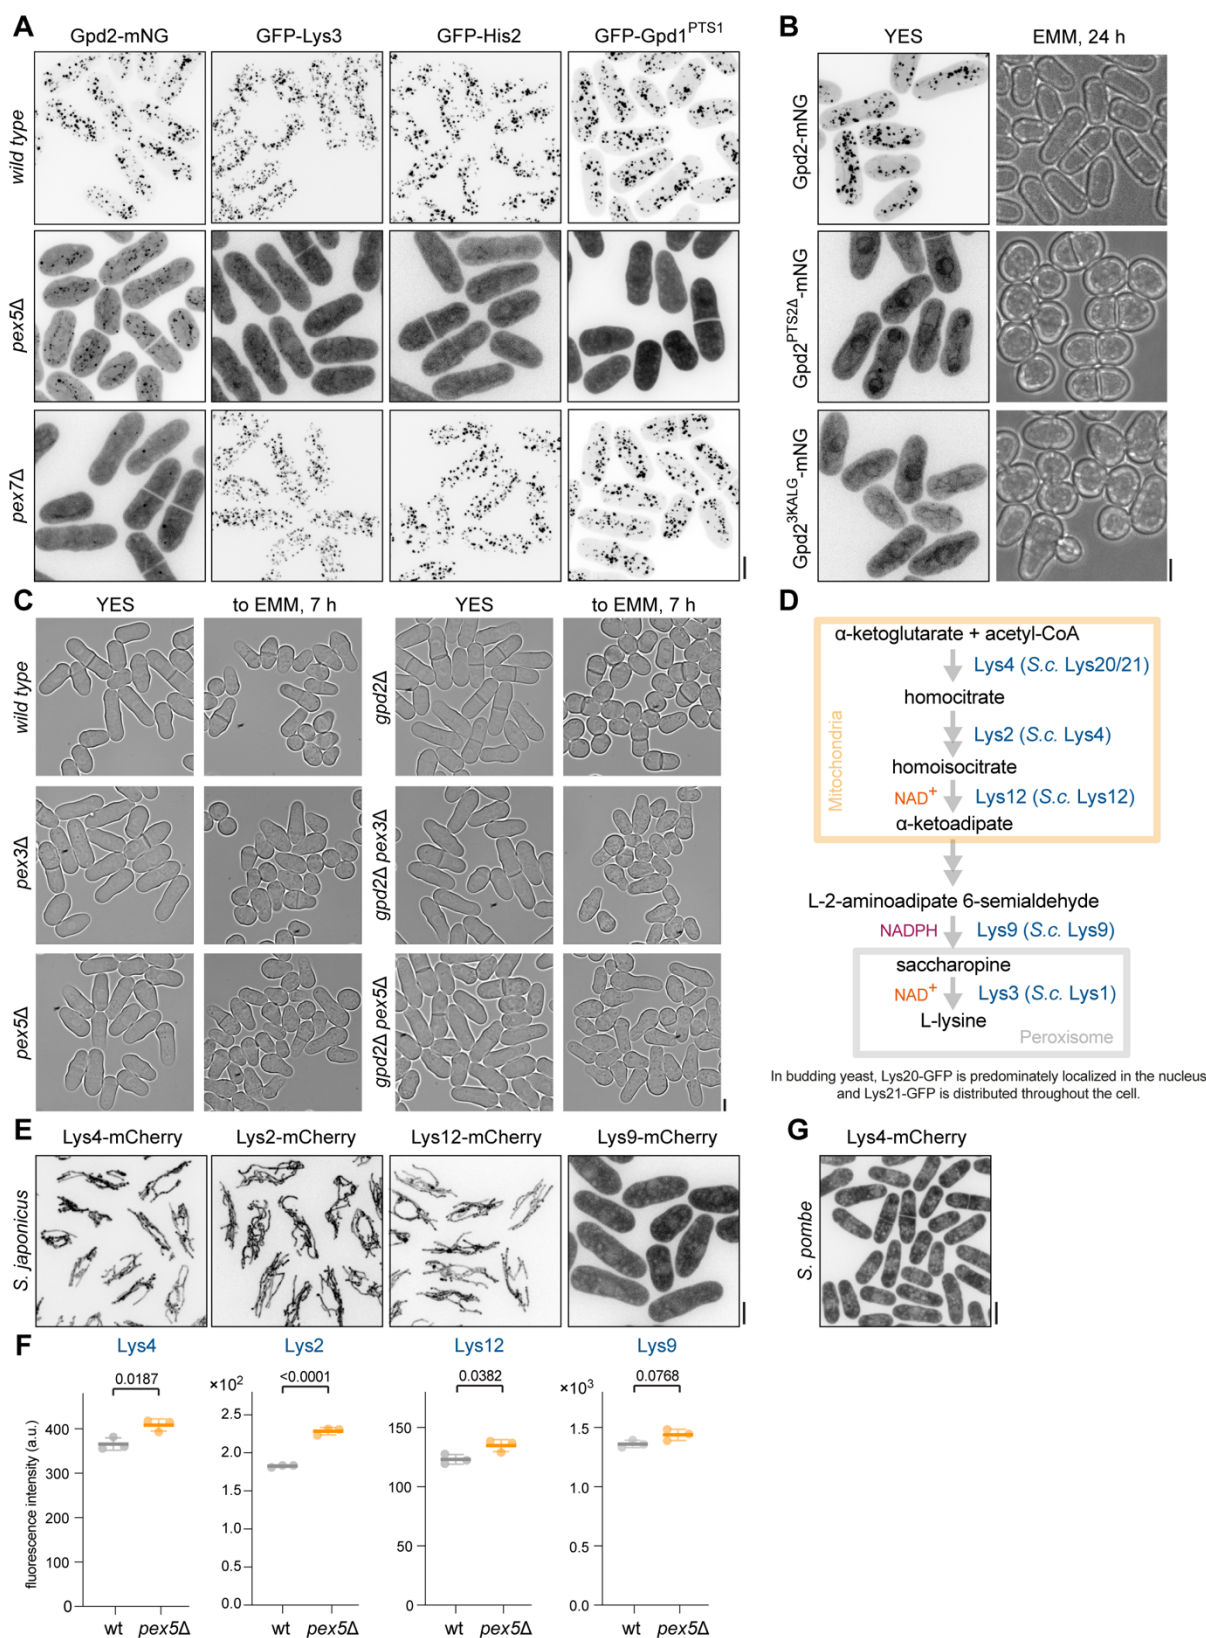 A
Gpd2-mNG
GFP-Lys3
GFP-His2
GFP-Gpd1^PTS1
wild type
pex5Δ
pex7Δ
B
YES
EMM, 24 h
Gpd2-mNG
Gpd2^PTS2Δ-mNG
Gpd2^3KALG-mNG
C
YES
to EMM, 7 h
YES
to EMM, 7 h
wild type
gpd2Δ
pex3Δ
gpd2Δ pex3Δ
pex5Δ
gpd2Δ pex5Δ
D
α-ketoglutarate + acetyl-CoA
Lys4 (S.c. Lys20/21)
homocitrate
Lys2 (S.c. Lys4)
homoisocitrate
NAD+
Lys12 (S.c. Lys12)
α-ketoadipate
Mitochondria
L-2-aminoadipate 6-semialdehyde
NADPH
Lys9 (S.c. Lys9)
saccharopine
NAD+
Lys3 (S.c. Lys1)
L-lysine
Peroxisome
In budding yeast, Lys20-GFP is predominately localized in the nucleus
and Lys21-GFP is distributed throughout the cell.
E
Lys4-mCherry
Lys2-mCherry
Lys12-mCherry
Lys9-mCherry
S. japonicus
G
Lys4-mCherry
S. pombe
F
fluorescence intensity (a.u.)
Lys4
0.0187
400
300
400
100
0
wt
pex5Δ
Lys2
<0.0001
×10²
2.5
2.0
1.5
1.0
0.5
0.0
wt
pex5Δ
Lys12
0.0382
150
100
50
0
wt
pex5Δ
Lys9
0.0768
×10³
1.5
1.0
0.5
0.0
wt
pex5Δ